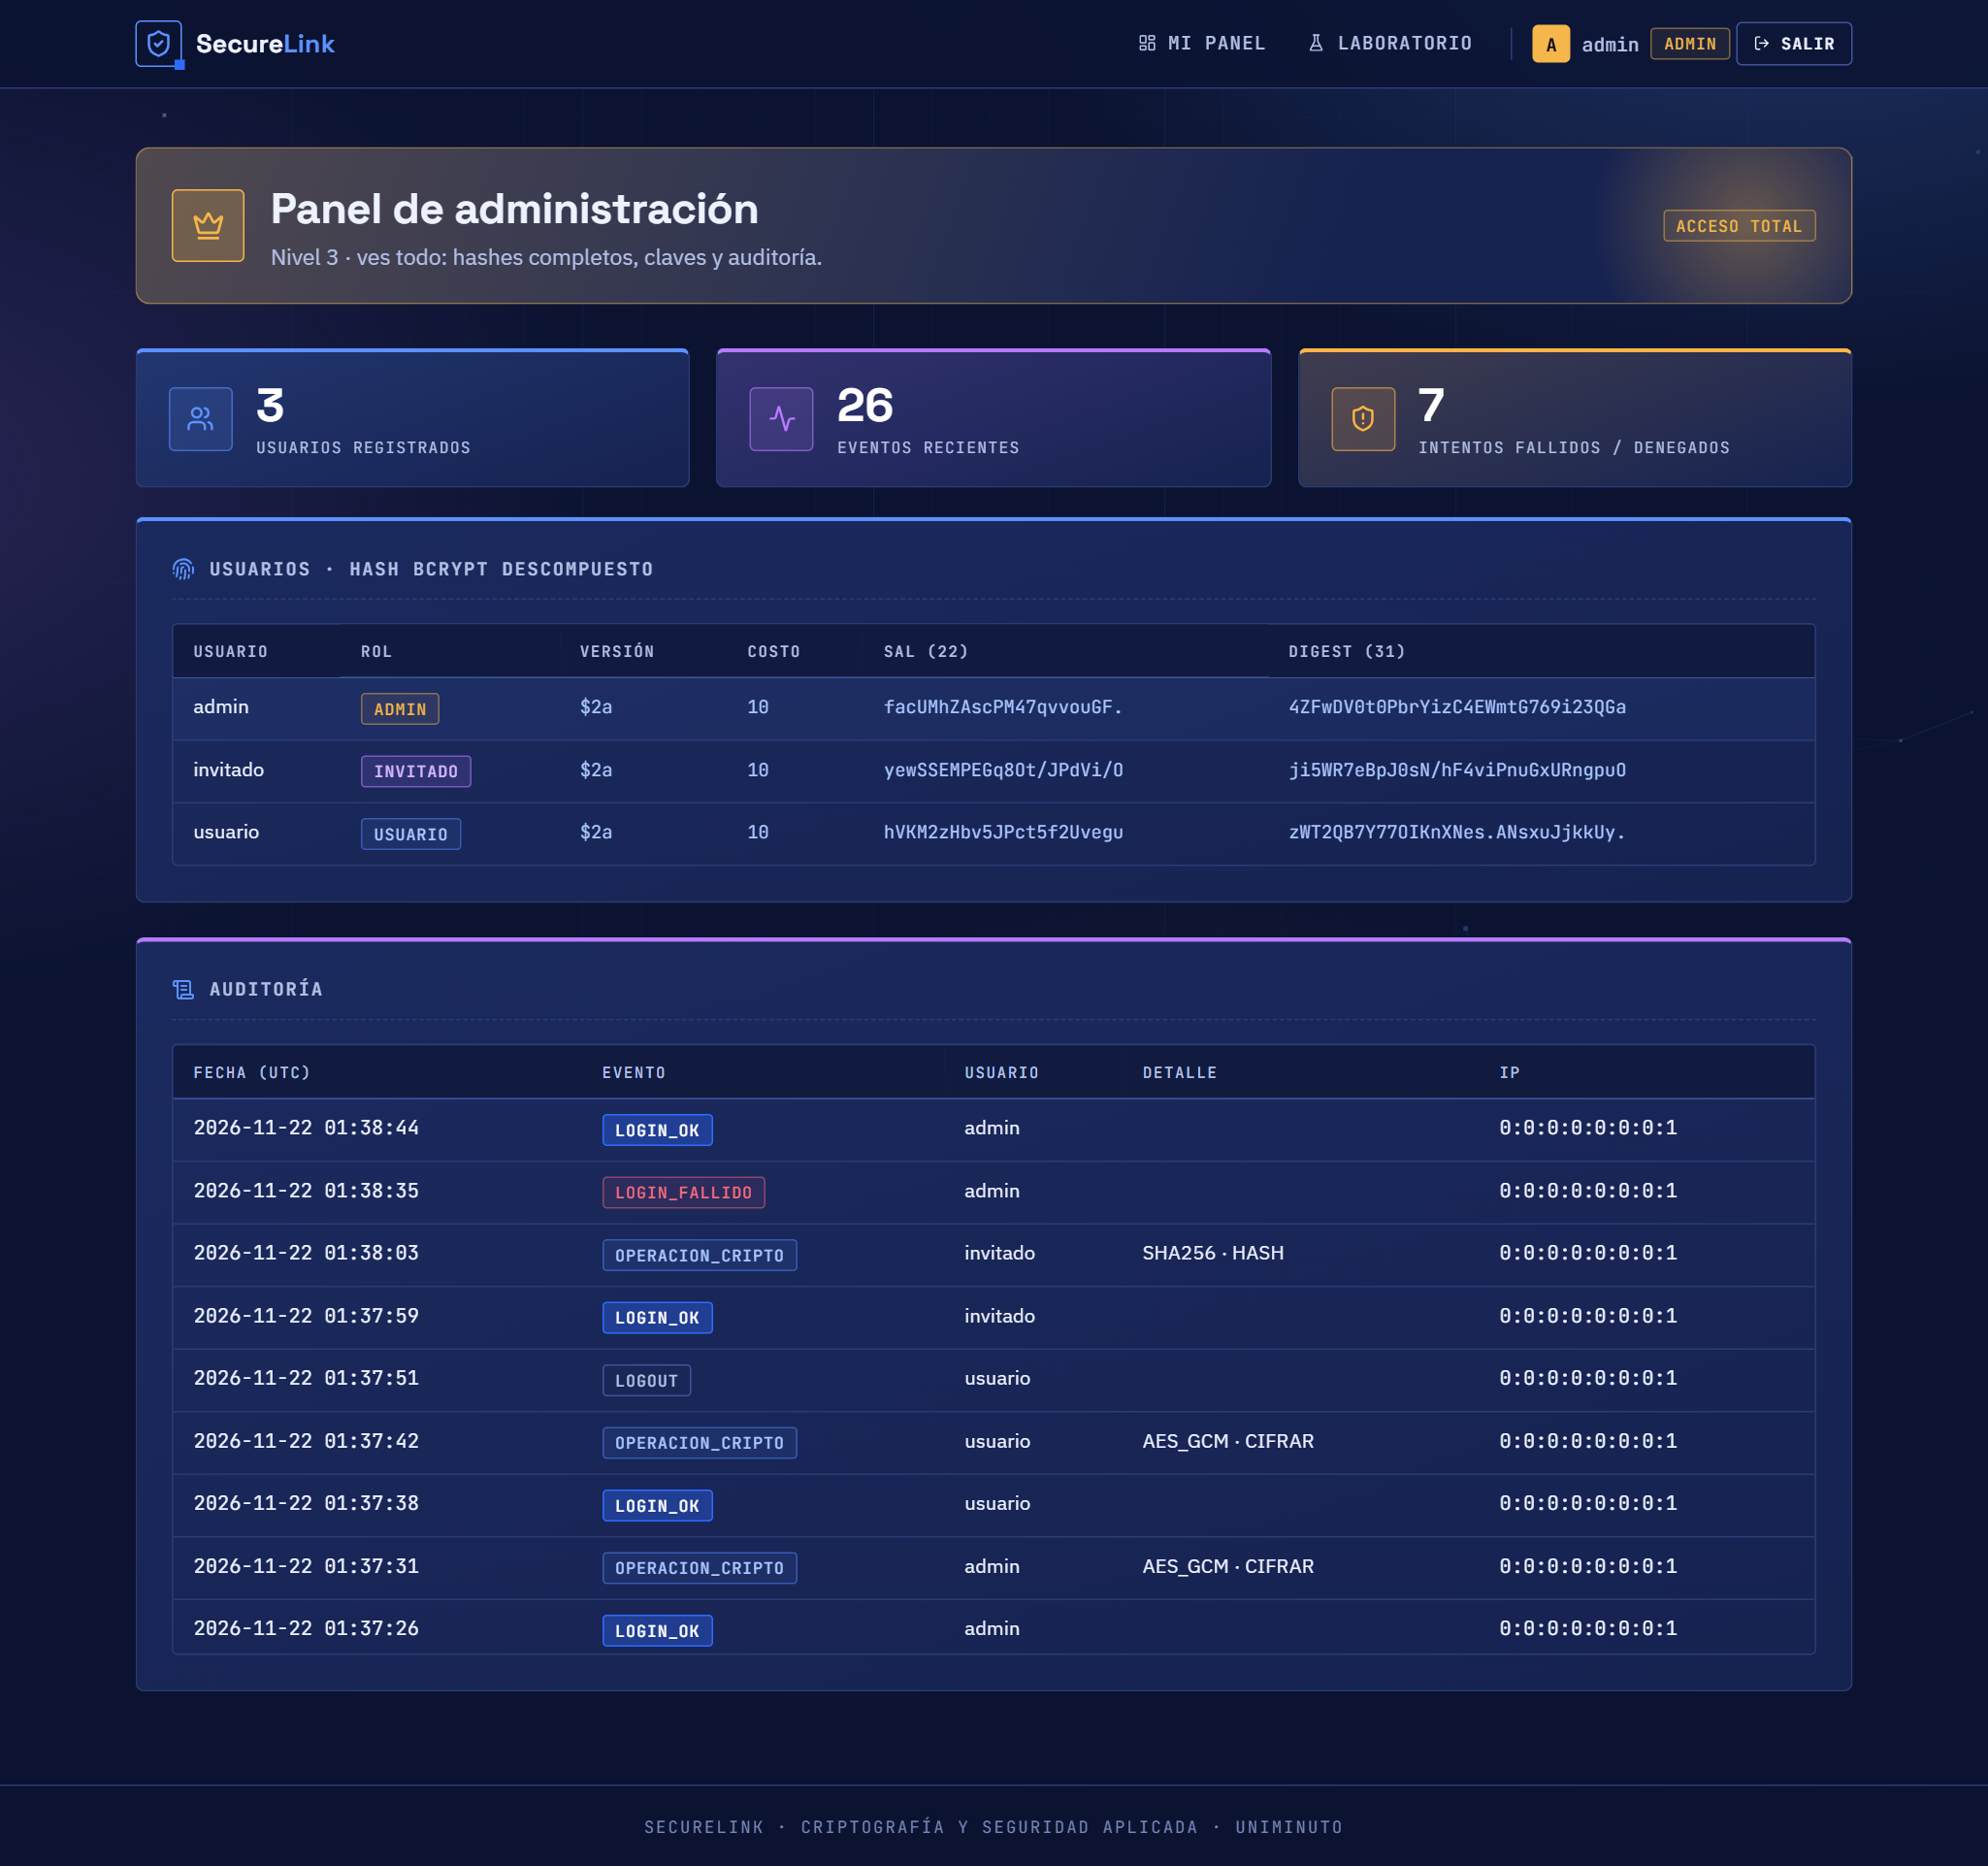 SecureLink MI PANEL LABORATORIO A admin ADMIN SALIR
Panel de administración
Nivel 3 · ves todo: hashes completos, claves y auditoría.
ACCESO TOTAL
3
USUARIOS REGISTRADOS
26
EVENTOS RECIENTES
7
INTENTOS FALLIDOS / DENEGADOS
USUARIOS · HASH BCRYPT DESCOMPUESTO
USUARIO ROL VERSIÓN COSTO SAL (22) DIGEST (31)
admin ADMIN $2a 10 facUMhZAscPM47qvvouGF. 4ZFwDV0t0PbrYizC4EWmtG769i23QGa
invitado INVITADO $2a 10 yewSSEMPEGq8Ot/JPdVi/O ji5WR7eBpJ0sN/hF4viPnuGxURngpuO
usuario USUARIO $2a 10 hVKM2zHbv5JPct5f2Uvegu zWT2QB7Y77OIKnXNes.ANsxuJjkkUy.
AUDITORÍA
FECHA (UTC) EVENTO USUARIO DETALLE IP
2026-11-22 01:38:44 LOGIN_OK admin 0:0:0:0:0:0:0:1
2026-11-22 01:38:35 LOGIN_FALLIDO admin 0:0:0:0:0:0:0:1
2026-11-22 01:38:03 OPERACION_CRIPTO invitado SHA256 · HASH 0:0:0:0:0:0:0:1
2026-11-22 01:37:59 LOGIN_OK invitado 0:0:0:0:0:0:0:1
2026-11-22 01:37:51 LOGOUT usuario 0:0:0:0:0:0:0:1
2026-11-22 01:37:42 OPERACION_CRIPTO usuario AES_GCM · CIFRAR 0:0:0:0:0:0:0:1
2026-11-22 01:37:38 LOGIN_OK usuario 0:0:0:0:0:0:0:1
2026-11-22 01:37:31 OPERACION_CRIPTO admin AES_GCM · CIFRAR 0:0:0:0:0:0:0:1
2026-11-22 01:37:26 LOGIN_OK admin 0:0:0:0:0:0:0:1
SECURELINK · CRIPTOGRAFÍA Y SEGURIDAD APLICADA · UNIMINUTO